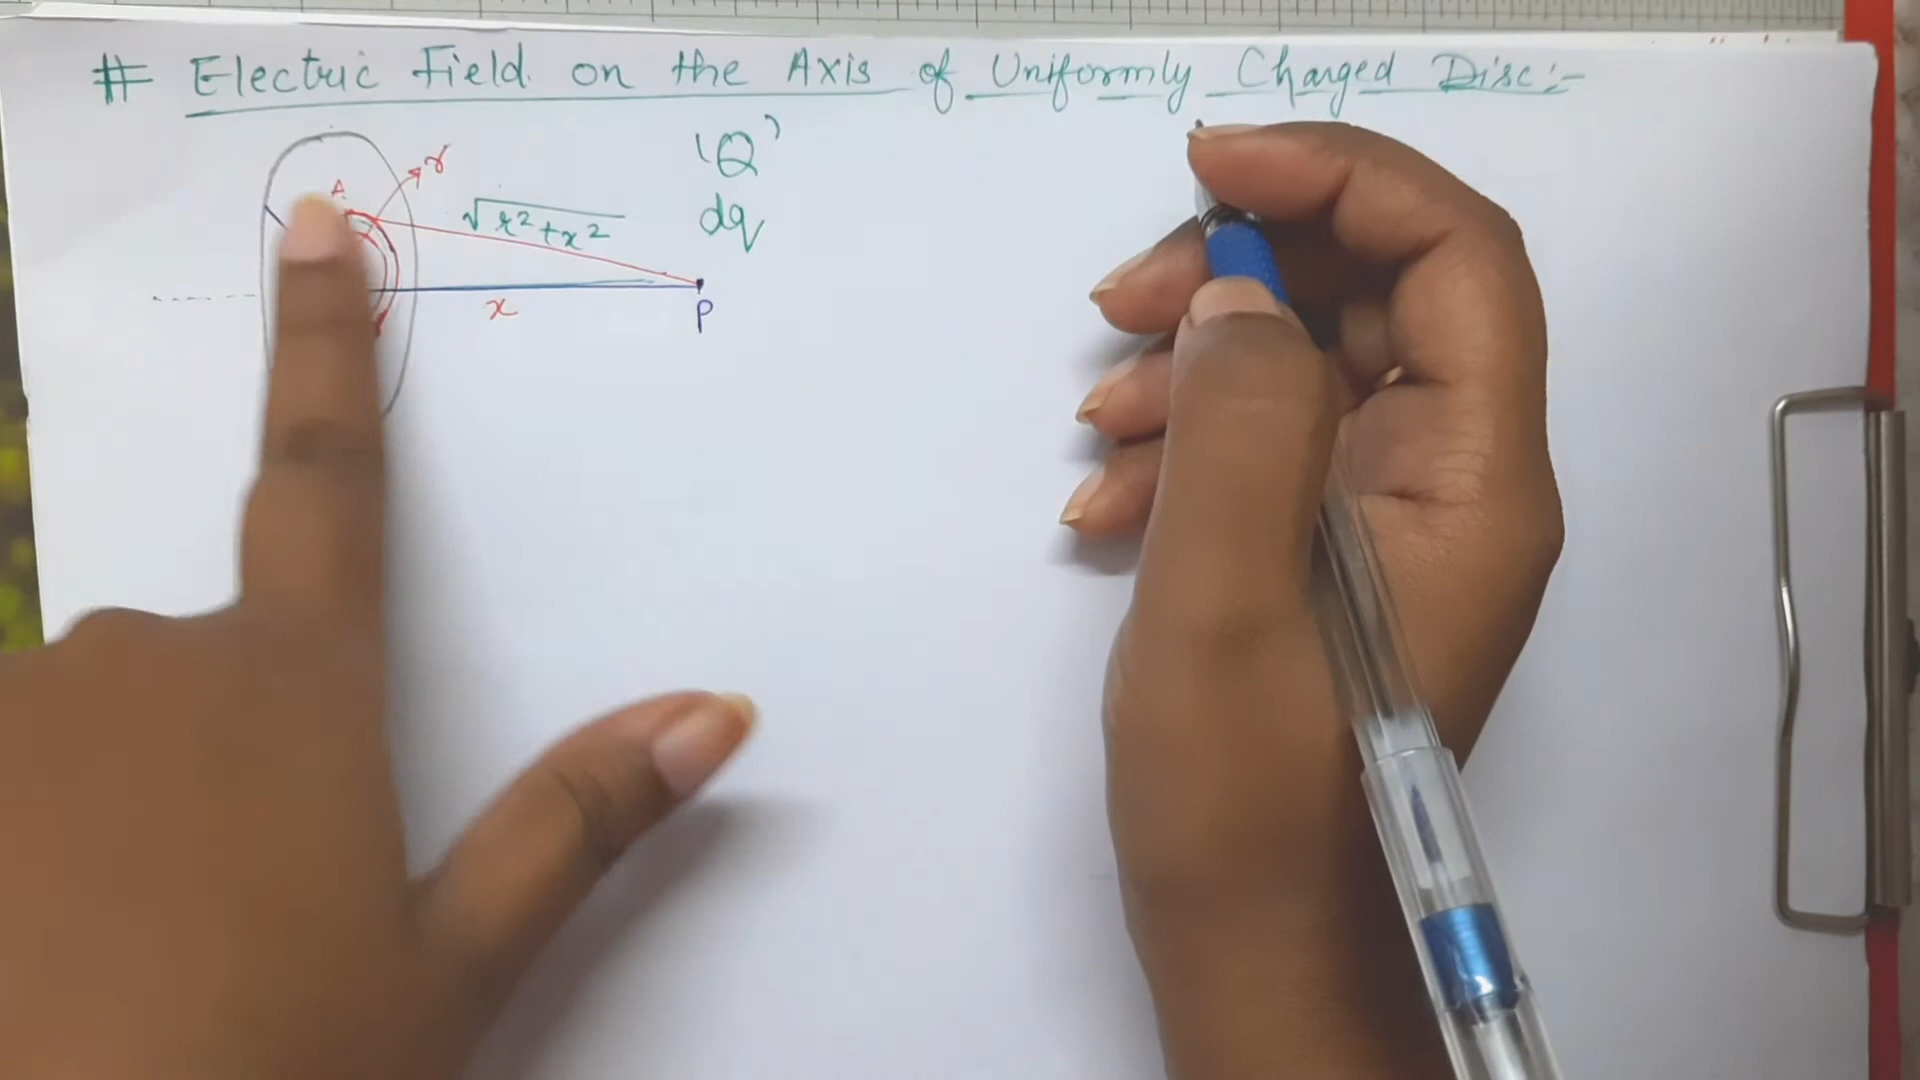 # Electric Field on the Axis of Uniformly Charged Disc:-
'Q'
r
A
√r²+x²
dq
x
P